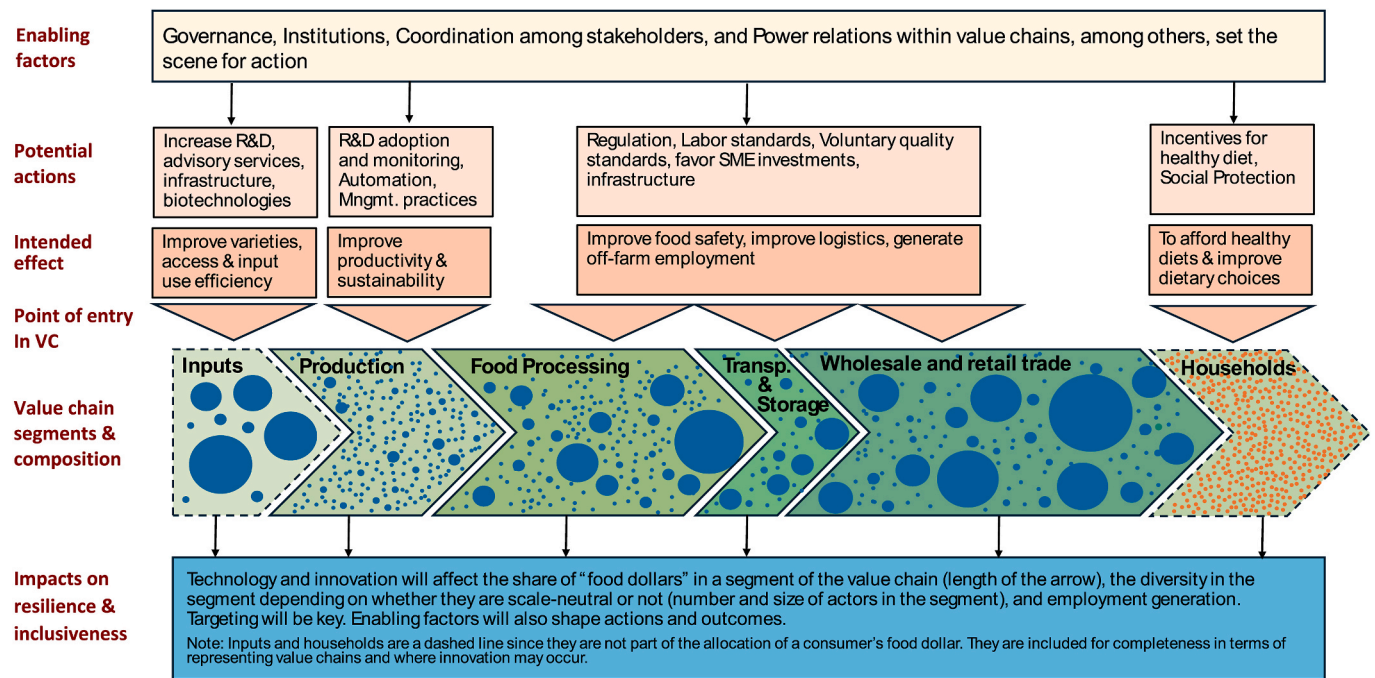 Enabling
factors
Governance, Institutions, Coordination among stakeholders, and Power relations within value chains, among others, set the
scene for action
Potential
actions
Increase R&D,
advisory services,
infrastructure,
biotechnologies
R&D adoption
and monitoring,
Automation,
Mngmt. practices
Regulation, Labor standards, Voluntary quality
standards, favor SME investments,
infrastructure
Incentives for
healthy diet,
Social Protection
Intended
effect
Improve varieties,
access & input
use efficiency
Improve
productivity &
sustainability
Improve food safety, improve logistics, generate
off-farm employment
To afford healthy
diets & improve
dietary choices
Point of entry
In VC
Value chain
segments &
composition
Inputs
Production
Food Processing
Transp.
&
Storage
Wholesale and retail trade
Households
Impacts on
resilience &
inclusiveness
Technology and innovation will affect the share of “food dollars” in a segment of the value chain (length of the arrow), the diversity in the
segment depending on whether they are scale-neutral or not (number and size of actors in the segment), and employment generation.
Targeting will be key. Enabling factors will also shape actions and outcomes.
Note: Inputs and households are a dashed line since they are not part of the allocation of a consumer’s food dollar. They are included for completeness in terms of
representing value chains and where innovation may occur.